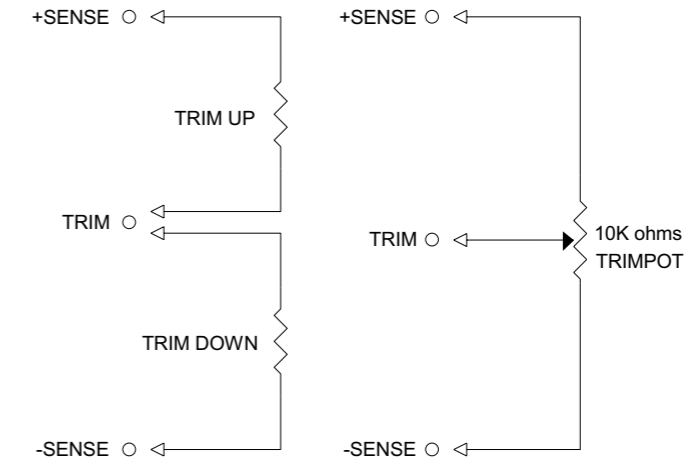 +SENSE
TRIM UP
TRIM
TRIM DOWN
-SENSE
+SENSE
TRIM
10K ohms
TRIMPOT
-SENSE